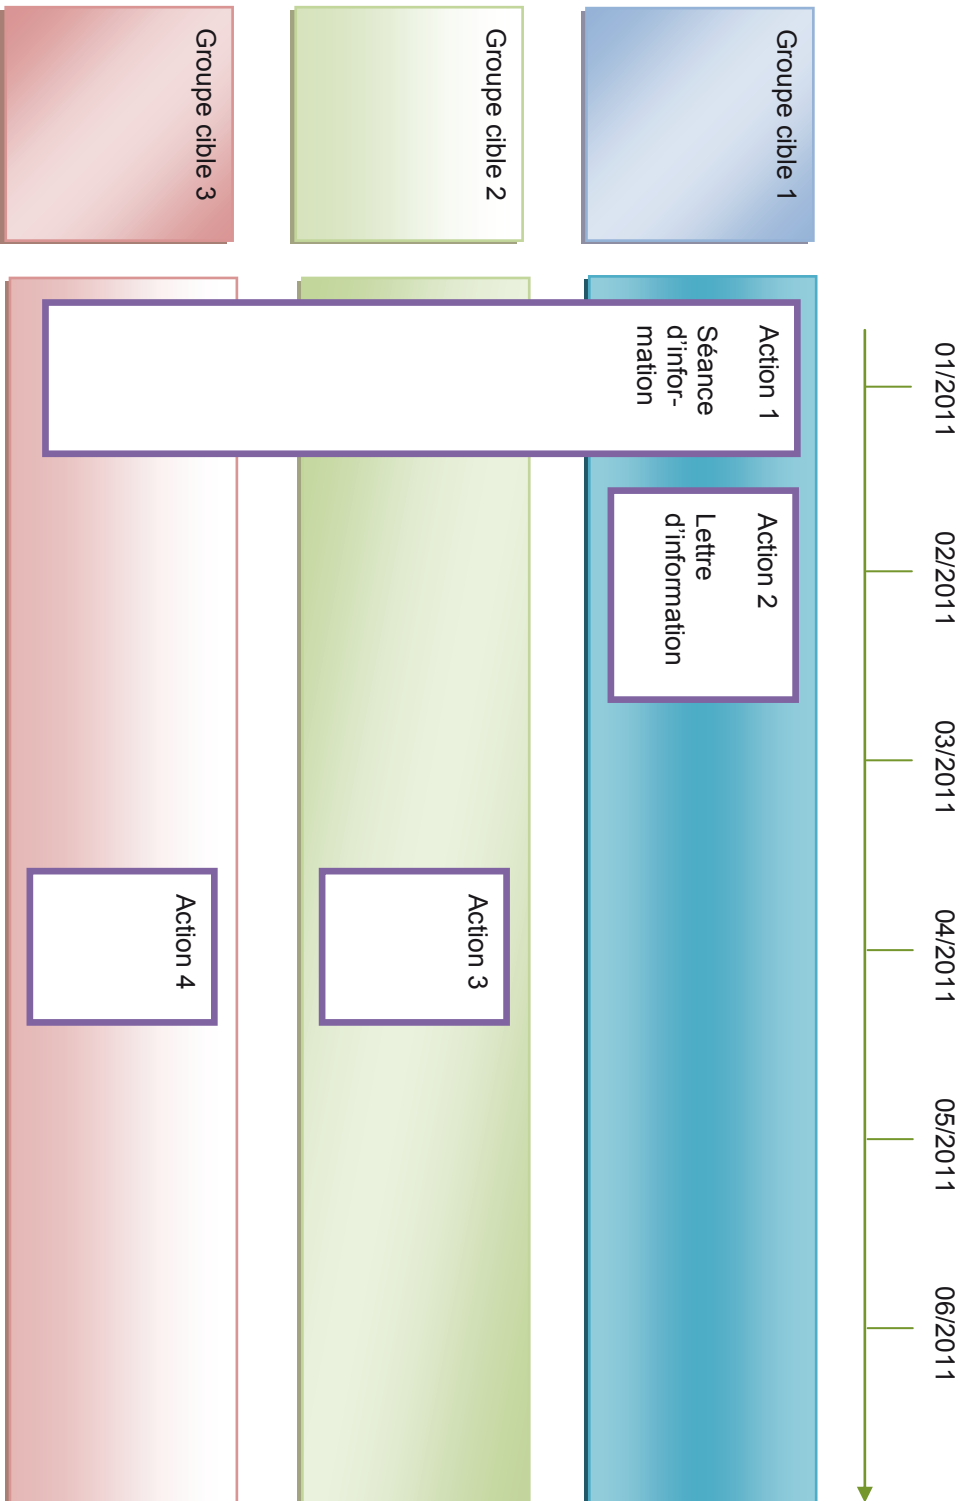 01/2011
02/2011
03/2011
04/2011
05/2011
06/2011
Groupe cible 1
Action 1
Séance
d’infor-
mation
Action 2
Lettre
d’information
Groupe cible 2
Action 3
Groupe cible 3
Action 4